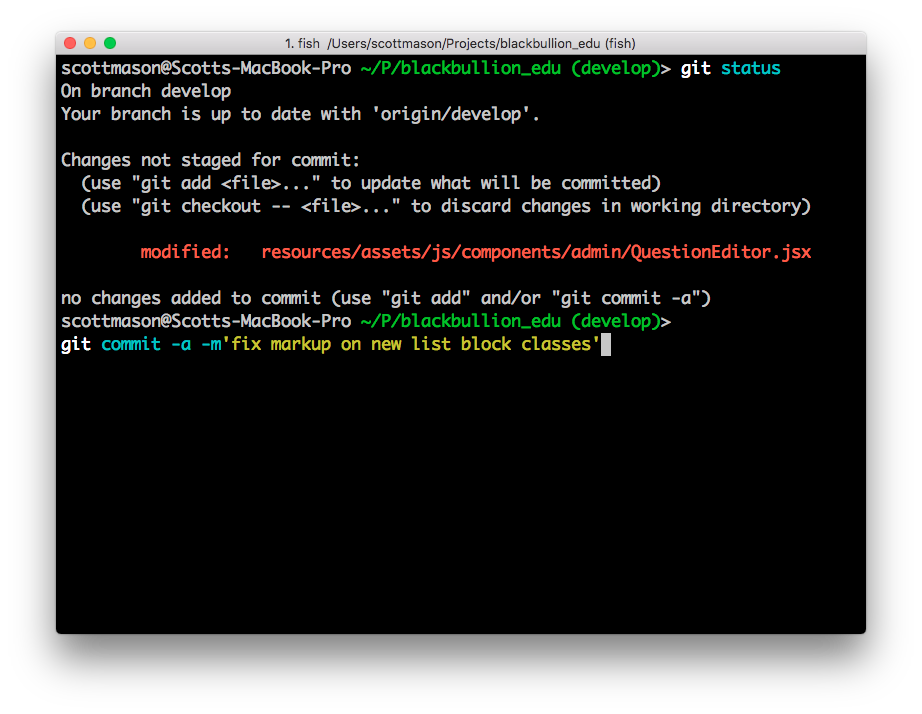 1. fish /Users/scottmason/Projects/blackbullion_edu (fish)
scottmason@Scotts-MacBook-Pro ~/P/blackbullion_edu (develop)> git status
On branch develop
Your branch is up to date with 'origin/develop'.
Changes not staged for commit:
(use "git add <file>..." to update what will be committed)
(use "git checkout -- <file>..." to discard changes in working directory)
modified: resources/assets/js/components/admin/QuestionEditor.jsx
no changes added to commit (use "git add" and/or "git commit -a")
scottmason@Scotts-MacBook-Pro ~/P/blackbullion_edu (develop)>
git commit -a -m'fix markup on new list block classes'